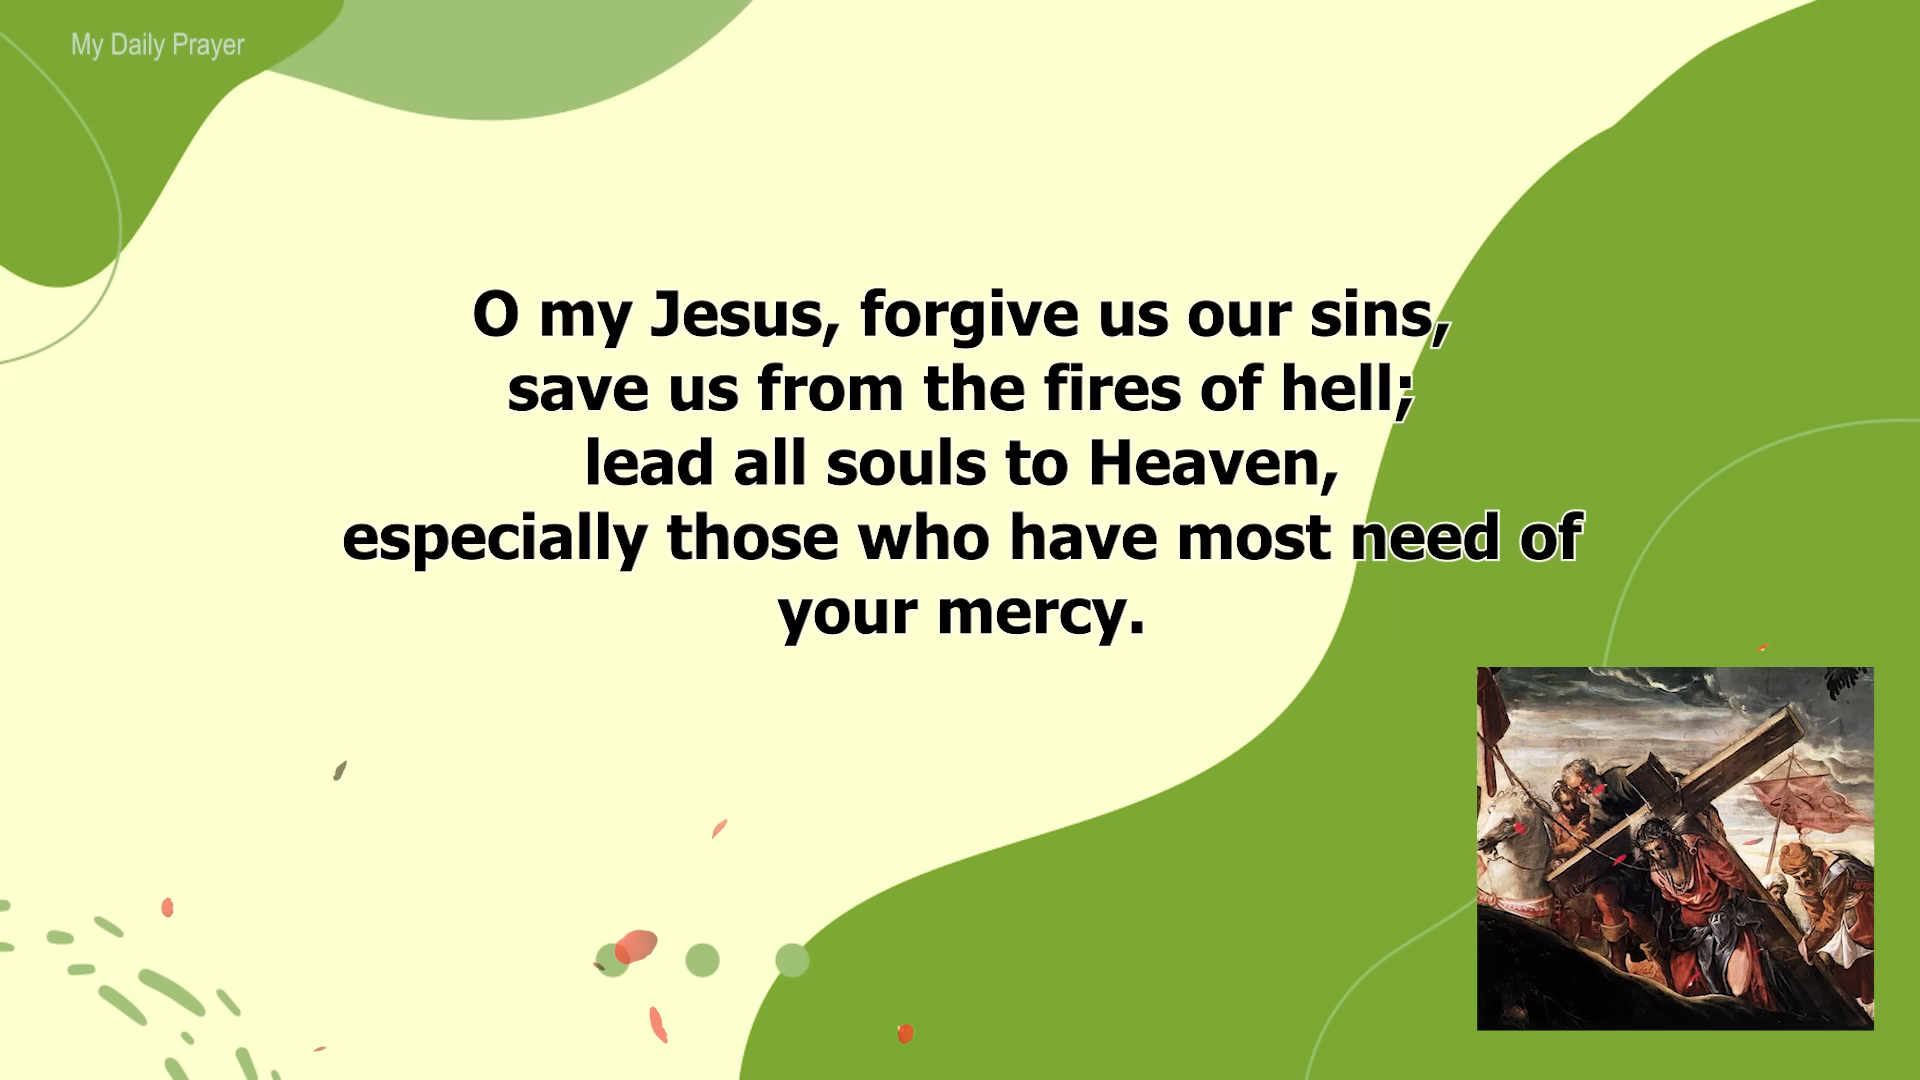 My Daily Prayer
O my Jesus, forgive us our sins,
save us from the fires of hell;
lead all souls to Heaven,
especially those who have most need of
your mercy.